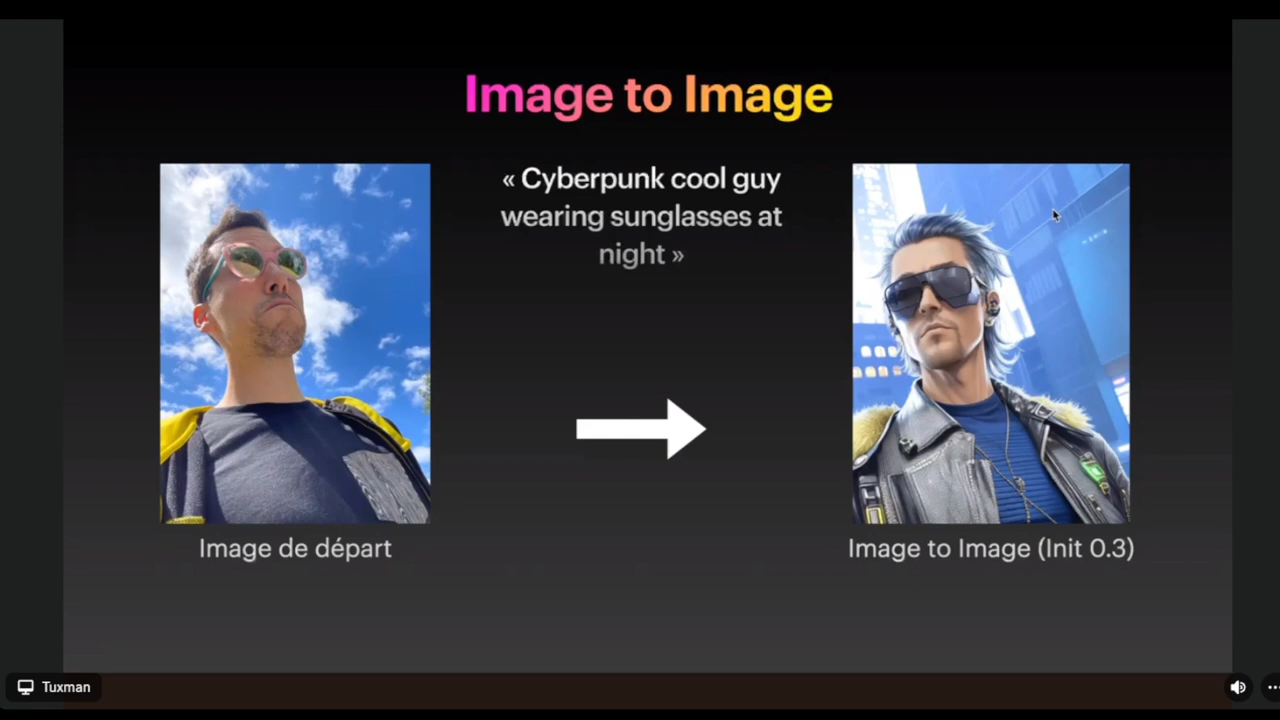 Image to Image
« Cyberpunk cool guy
wearing sunglasses at
night »
Image de départ
Image to Image (Init 0.3)
Tuxman